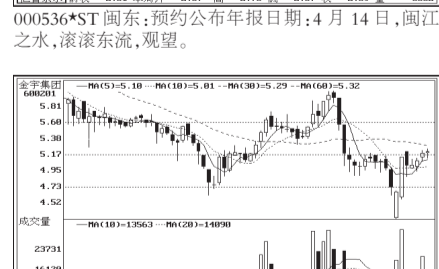 000536*ST 闽东:预约公布年报日期:4 月 14 日,闽江
之水,滚滚东流,观望。
金宇集团 —MA(5)=5.10 ····MA(10)=5.01 --MA(30)=5.29 --MA(60)=5.32
600201
5.81
5.60
5.38
5.17
4.95
4.73
4.52
成交量 —MA(10)=13563 ····MA(20)=14090
23731